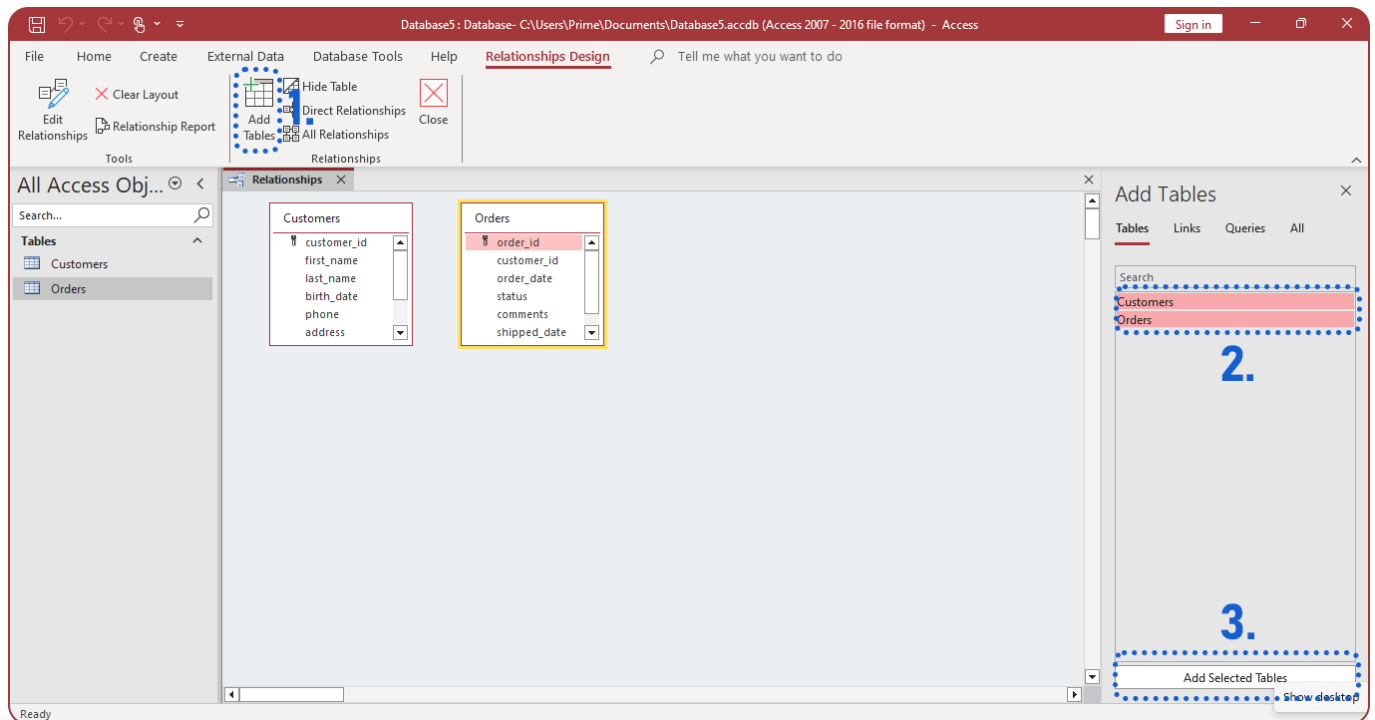 Database5 : Database- C:\Users\Prime\Documents\Database5.accdb (Access 2007 - 2016 file format) - Access
Sign in
File Home Create External Data Database Tools Help Relationships Design Tell me what you want to do
Edit Relationships
Clear Layout
Relationship Report
Tools
Add Tables
1.
Hide Table
Direct Relationships
All Relationships
Close
Relationships
All Access Obj...
Search...
Tables
Customers
Orders
Relationships
Customers
customer_id
first_name
last_name
birth_date
phone
address
Orders
order_id
customer_id
order_date
status
comments
shipped_date
Add Tables
Tables Links Queries All
Search
Customers
Orders
2.
3.
Add Selected Tables
Show desktop
Ready